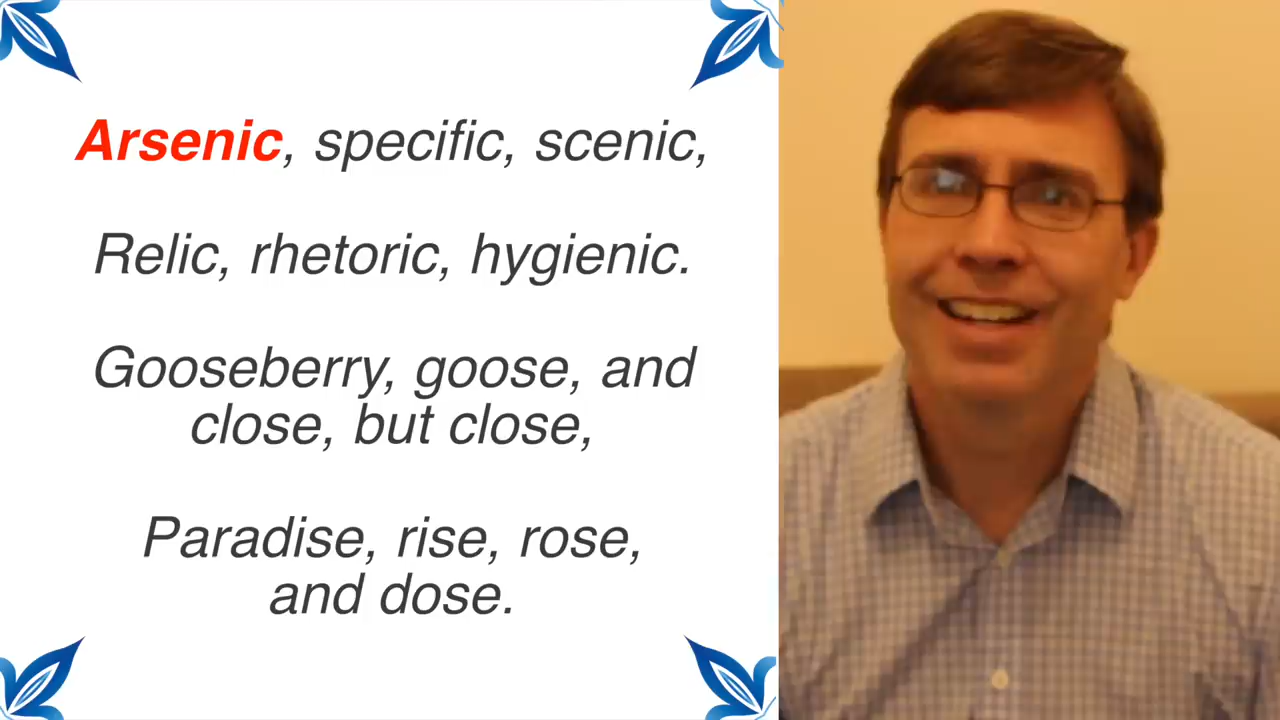 Arsenic, specific, scenic,
Relic, rhetoric, hygienic.
Gooseberry, goose, and
close, but close,
Paradise, rise, rose,
and dose.